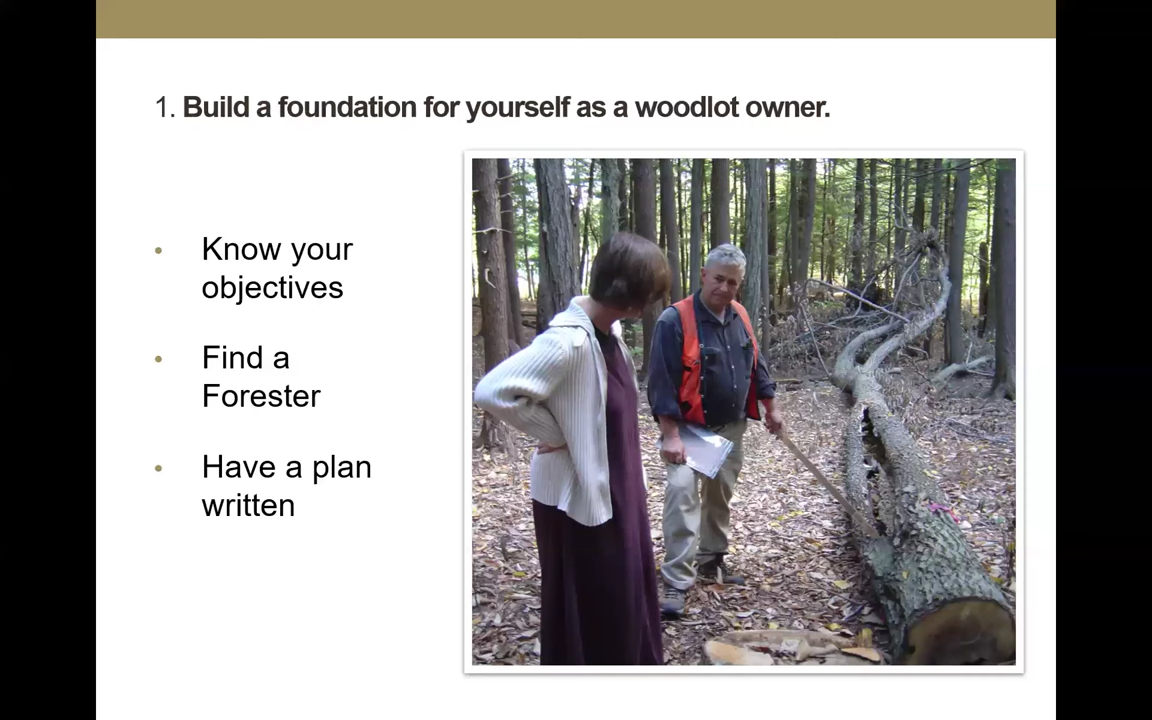 1. Build a foundation for yourself as a woodlot owner.
• Know your
objectives
• Find a
Forester
• Have a plan
written